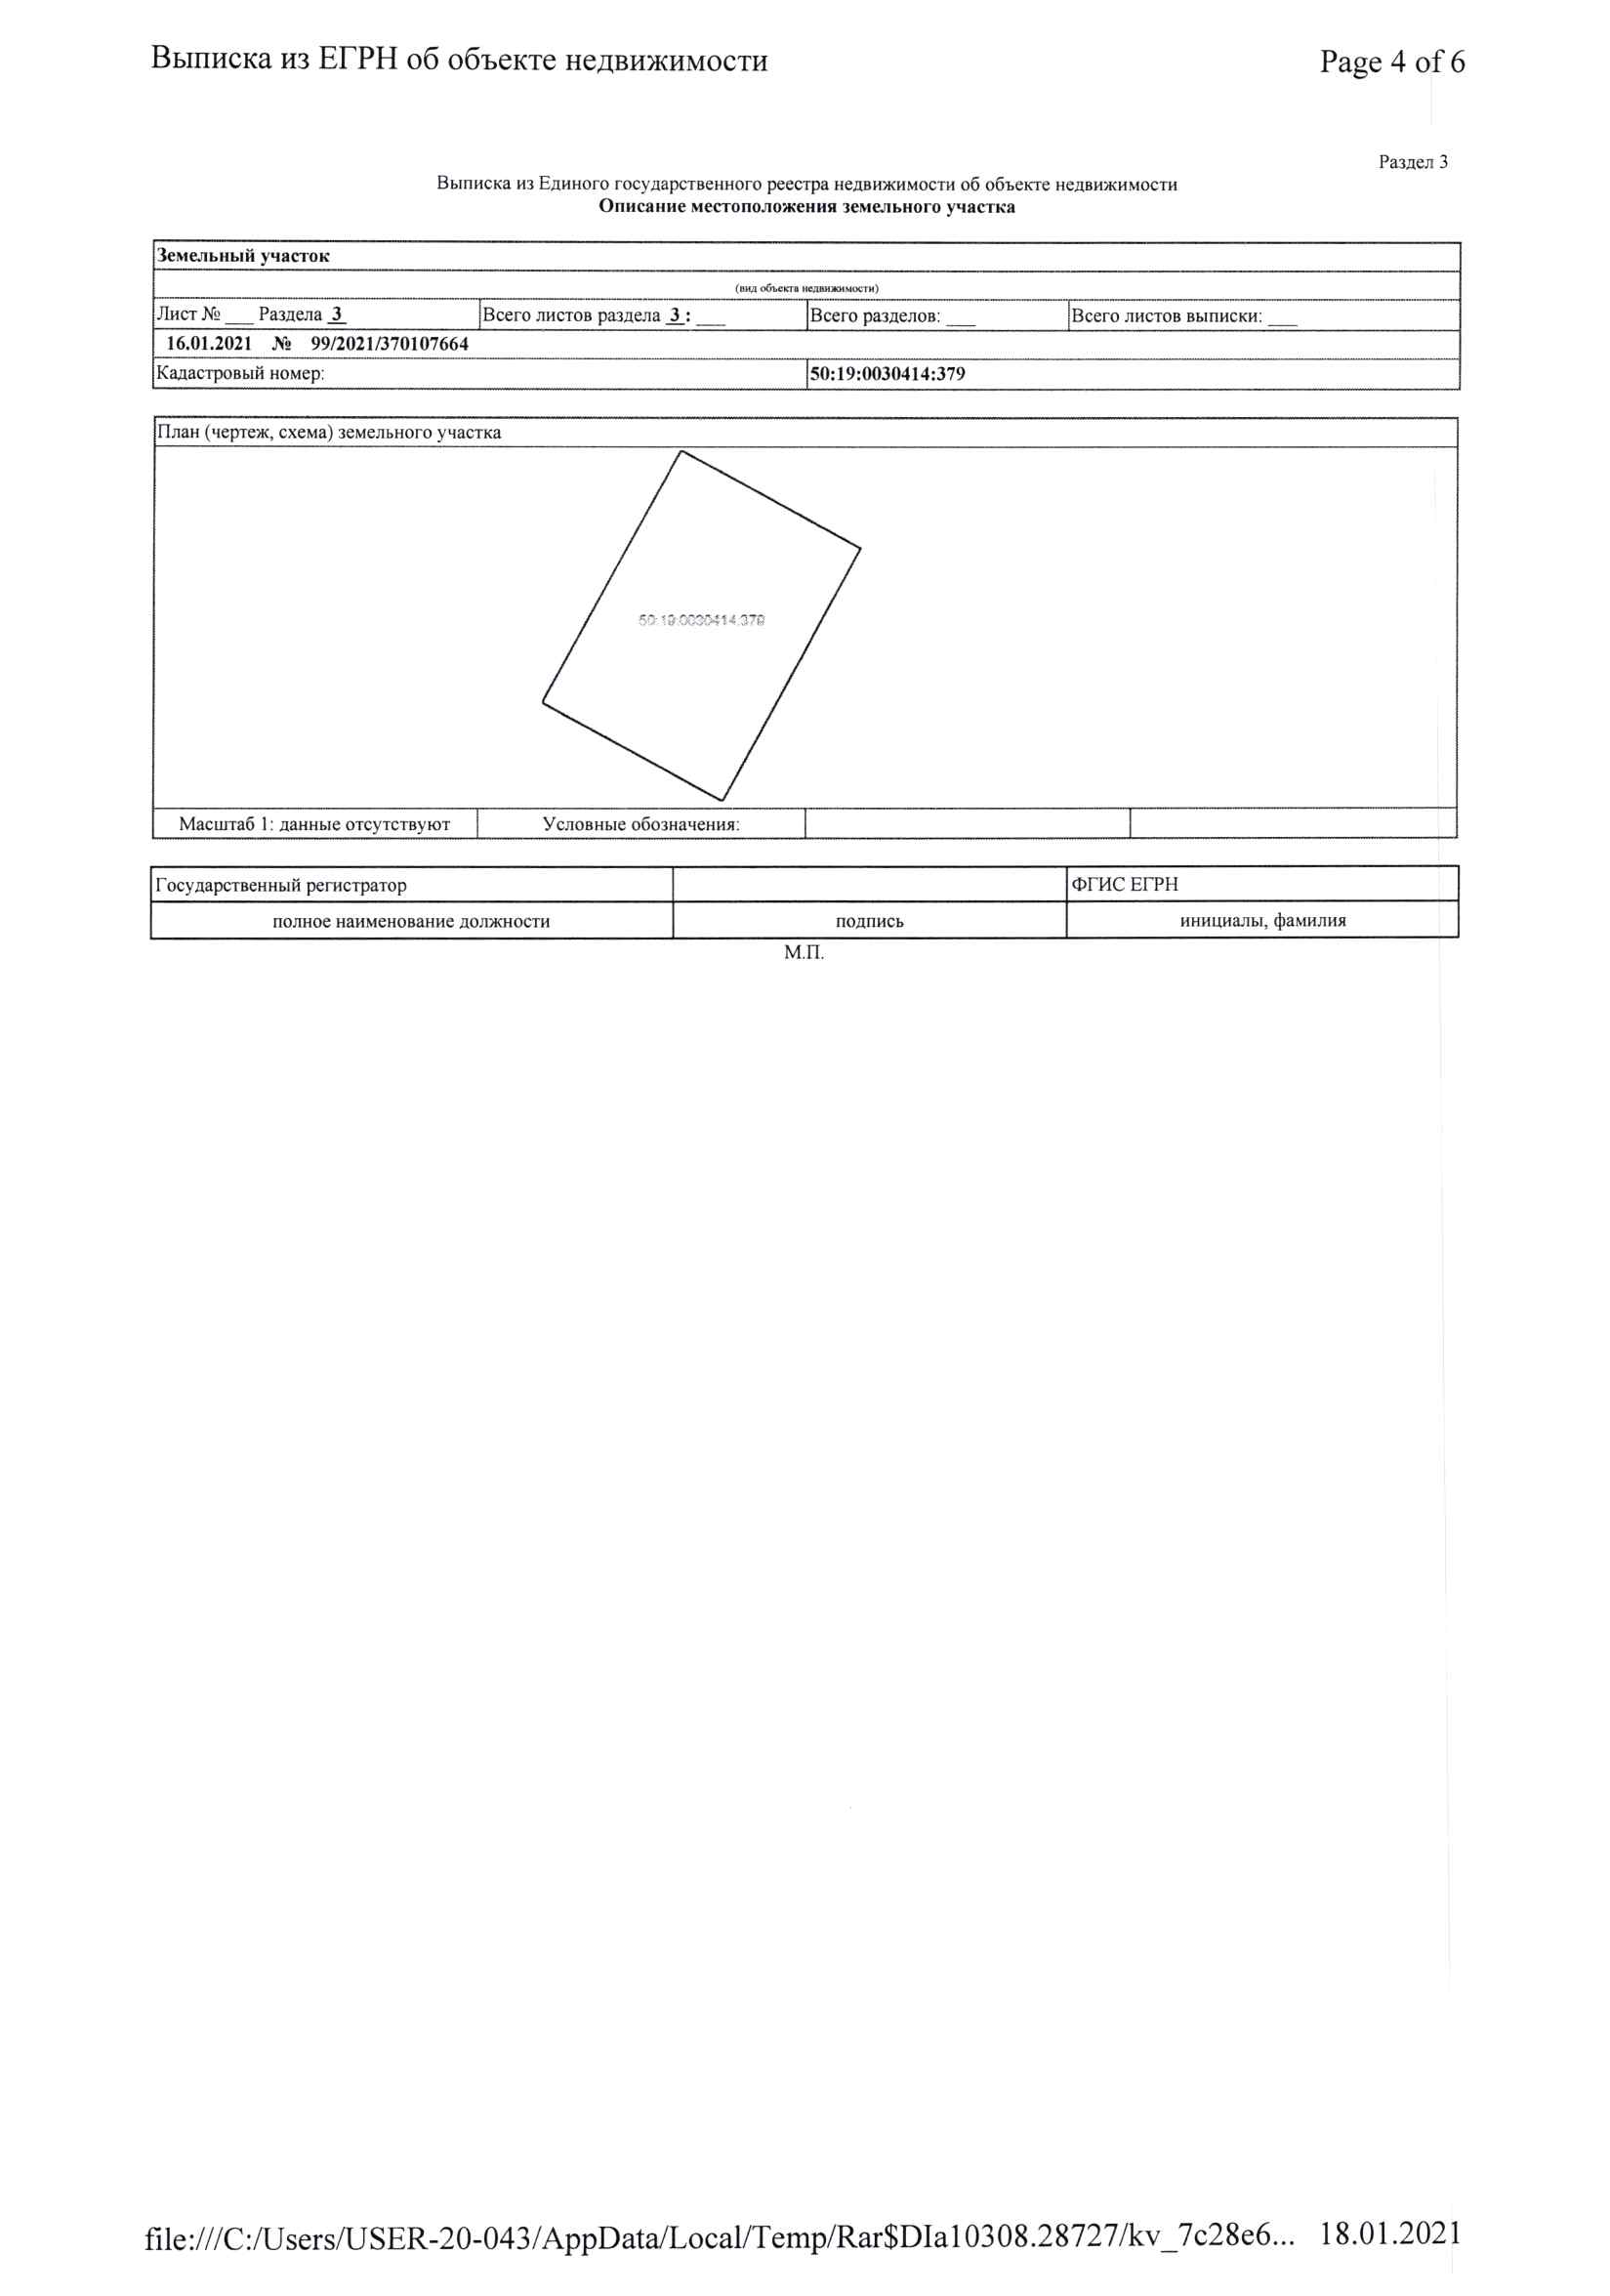 Выписка из ЕГРН об объекте недвижимости Page 4 of 6
Раздел 3
Выписка из Единого государственного реестра недвижимости об объекте недвижимости
Описание местоположения земельного участка
Земельный участок
(вид объекта недвижимости)
Лист № ___ Раздела 3 Всего листов раздела 3 : ___ Всего разделов: ___ Всего листов выписки: ___
16.01.2021 № 99/2021/370107664
Кадастровый номер: 50:19:0030414:379
План (чертеж, схема) земельного участка
50:19:0030414:379
Масштаб 1: данные отсутствуют Условные обозначения:
Государственный регистратор ФГИС ЕГРН
полное наименование должности подпись инициалы, фамилия
М.П.
file:///C:/Users/USER-20-043/AppData/Local/Temp/Rar$DIa10308.28727/kv_7c28e6... 18.01.2021